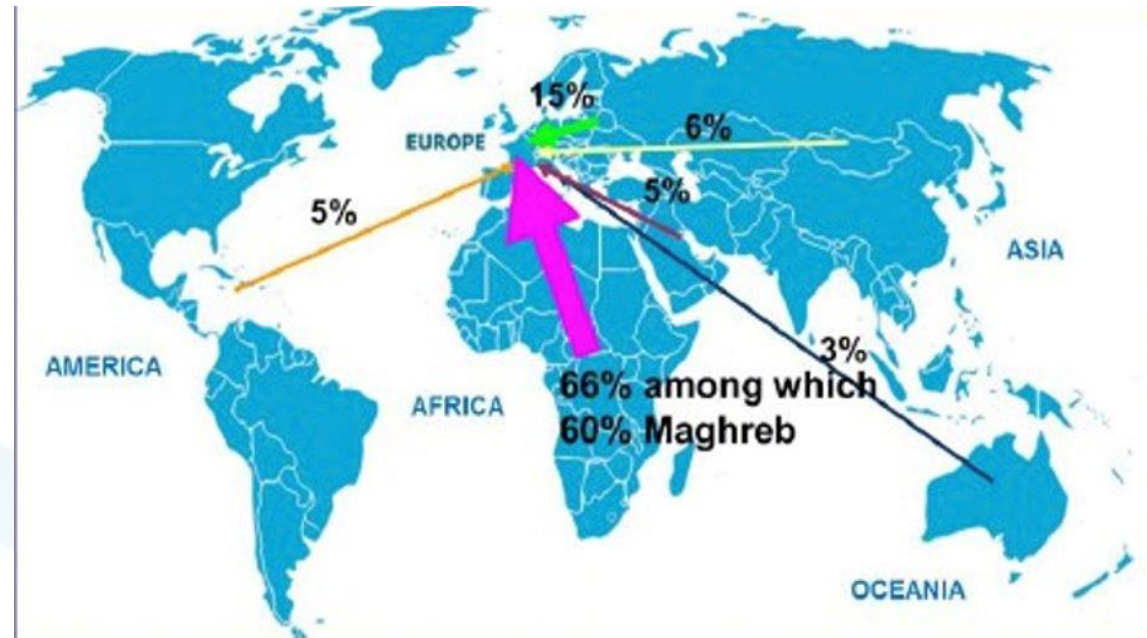 15%
EUROPE
6%
5%
5%
ASIA
3%
AMERICA
66% among which
AFRICA
60% Maghreb
OCEANIA